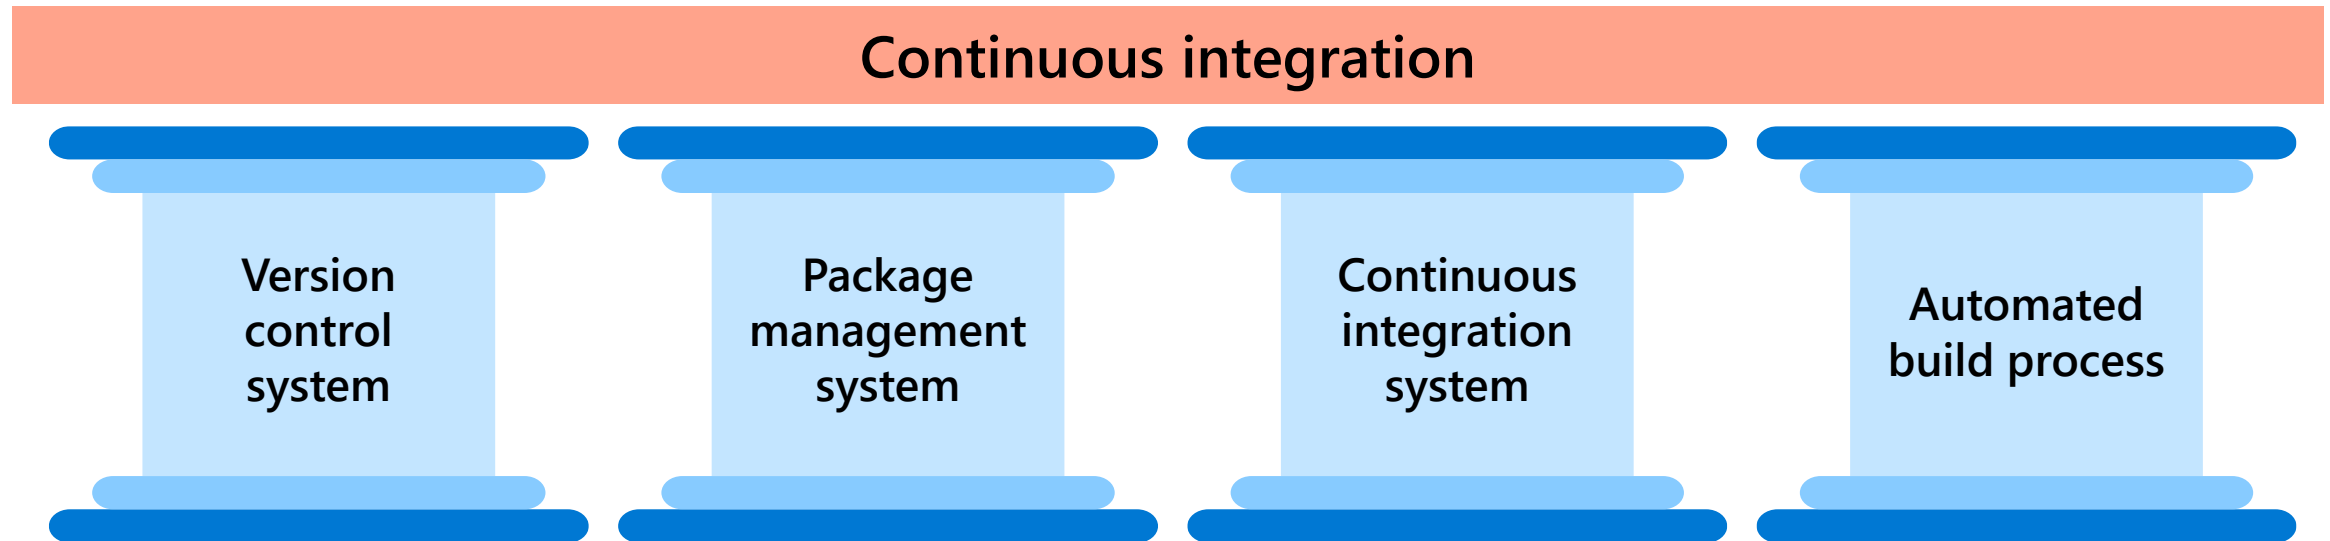 Continuous integration
Version
control
system
Package
management
system
Continuous
integration
system
Automated
build process